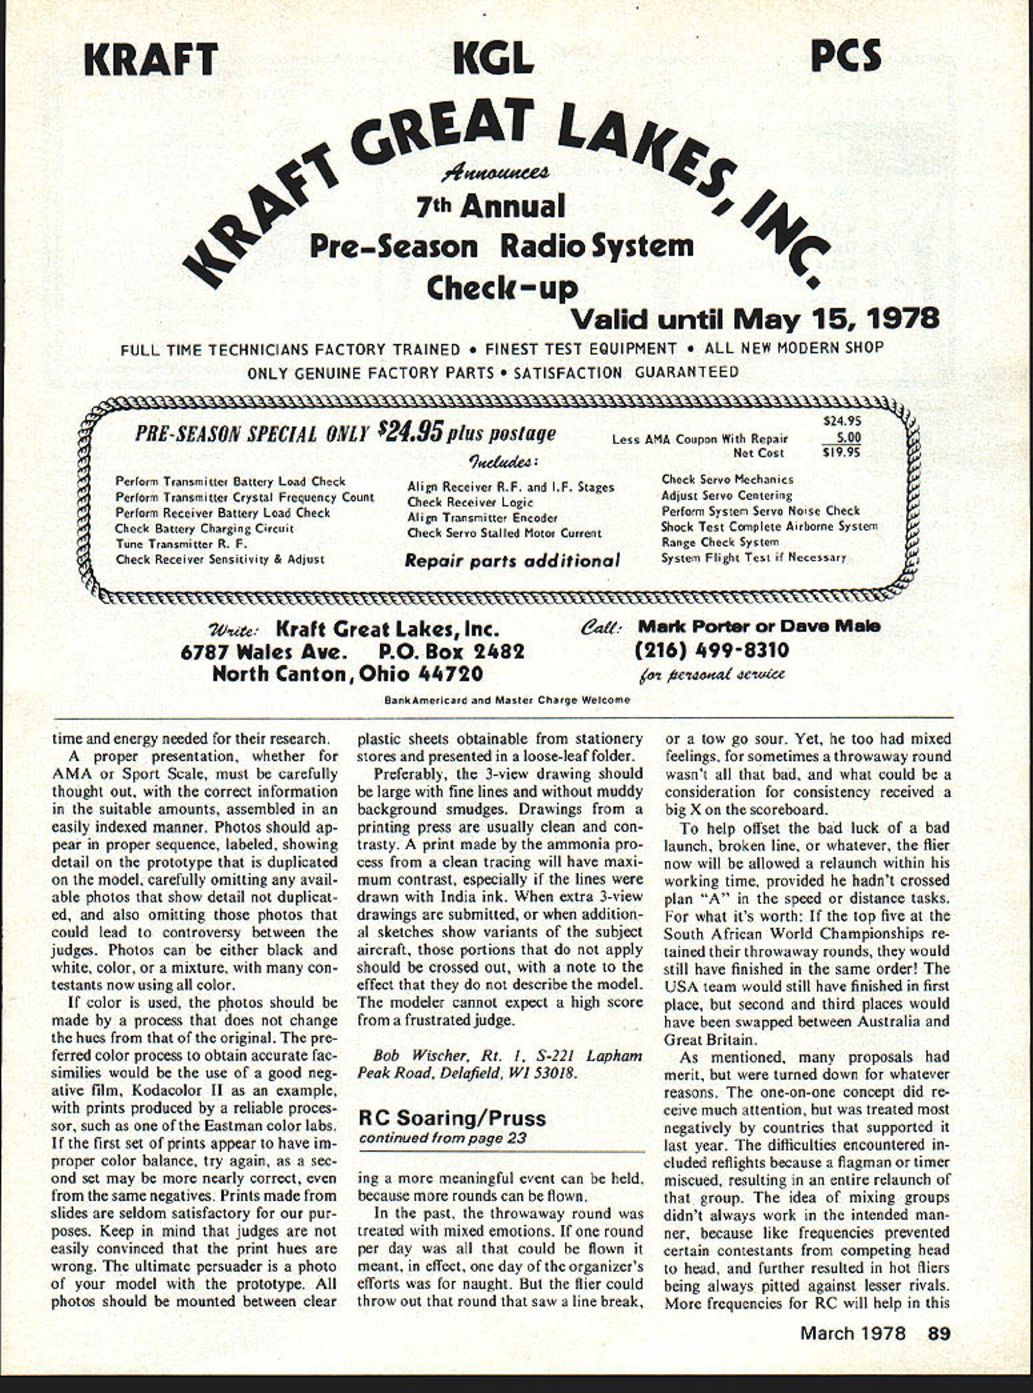 KRAFT KGL PCS
KRAFT GREAT LAKES, INC.
Announces
7th Annual
Pre-Season Radio System
Check-up
Valid until May 15, 1978
FULL TIME TECHNICIANS FACTORY TRAINED • FINEST TEST EQUIPMENT • ALL NEW MODERN SHOP
ONLY GENUINE FACTORY PARTS • SATISFACTION GUARANTEED
PRE-SEASON SPECIAL ONLY $24.95 plus postage
$24.95
Less AMA Coupon With Repair 5.00
Net Cost $19.95
Includes:
Perform Transmitter Battery Load Check
Perform Transmitter Crystal Frequency Count
Perform Receiver Battery Load Check
Check Battery Charging Circuit
Tune Transmitter R. F.
Check Receiver Sensitivity & Adjust
Align Receiver R.F. and I.F. Stages
Check Receiver Logic
Align Transmitter Encoder
Check Servo Stalled Motor Current
Repair parts additional
Check Servo Mechanics
Adjust Servo Centering
Perform System Servo Noise Check
Shock Test Complete Airborne System
Range Check System
System Flight Test if Necessary
Write: Kraft Great Lakes, Inc.
6787 Wales Ave. P.O. Box 2482
North Canton, Ohio 44720
Call: Mark Porter or Dave Male
(216) 499-8310
for personal service
BankAmericard and Master Charge Welcome
time and energy needed for their research.
A proper presentation, whether for
AMA or Sport Scale, must be carefully
thought out, with the correct information
in the suitable amounts, assembled in an
easily indexed manner. Photos should ap-
pear in proper sequence, labeled, showing
detail on the prototype that is duplicated
on the model, carefully omitting any avail-
able photos that show detail not duplicat-
ed, and also omitting those photos that
could lead to controversy between the
judges. Photos can be either black and
white, color, or a mixture, with many con-
testants now using all color.
If color is used, the photos should be
made by a process that does not change
the hues from that of the original. The pre-
ferred color process to obtain accurate fac-
similies would be the use of a good neg-
ative film, Kodacolor II as an example,
with prints produced by a reliable proces-
sor, such as one of the Eastman color labs.
If the first set of prints appear to have im-
proper color balance, try again, as a sec-
ond set may be more nearly correct, even
from the same negatives. Prints made from
slides are seldom satisfactory for our pur-
poses. Keep in mind that judges are not
easily convinced that the print hues are
wrong. The ultimate persuader is a photo
of your model with the prototype. All
photos should be mounted between clear
plastic sheets obtainable from stationery
stores and presented in a loose-leaf folder.
Preferably, the 3-view drawing should
be large with fine lines and without muddy
background smudges. Drawings from a
printing press are usually clean and con-
trasty. A print made by the ammonia pro-
cess from a clean tracing will have maxi-
mum contrast, especially if the lines were
drawn with India ink. When extra 3-view
drawings are submitted, or when addition-
al sketches show variants of the subject
aircraft, those portions that do not apply
should be crossed out, with a note to the
effect that they do not describe the model.
The modeler cannot expect a high score
from a frustrated judge.
Bob Wischer, Rt. 1, S-221 Lapham
Peak Road, Delafield, WI 53018.
RC Soaring/Pruss
continued from page 23
ing a more meaningful event can be held,
because more rounds can be flown.
In the past, the throwaway round was
treated with mixed emotions. If one round
per day was all that could be flown it
meant, in effect, one day of the organizer's
efforts was for naught. But the flier could
throw out that round that saw a line break,
or a tow go sour. Yet, he too had mixed
feelings, for sometimes a throwaway round
wasn't all that bad, and what could be a
consideration for consistency received a
big X on the scoreboard.
To help offset the bad luck of a bad
launch, broken line, or whatever, the flier
now will be allowed a relaunch within his
working time, provided he hadn't crossed
plan “A” in the speed or distance tasks.
For what it's worth: If the top five at the
South African World Championships re-
tained their throwaway rounds, they would
still have finished in the same order! The
USA team would still have finished in first
place, but second and third places would
have been swapped between Australia and
Great Britain.
As mentioned, many proposals had
merit, but were turned down for whatever
reasons. The one-on-one concept did re-
ceive much attention, but was treated most
negatively by countries that supported it
last year. The difficulties encountered in-
cluded reflights because a flagman or timer
miscued, resulting in an entire relaunch of
that group. The idea of mixing groups
didn't always work in the intended man-
ner, because like frequencies prevented
certain contestants from competing head
to head, and further resulted in hot fliers
being always pitted against lesser rivals.
More frequencies for RC will help in this
March 1978 89